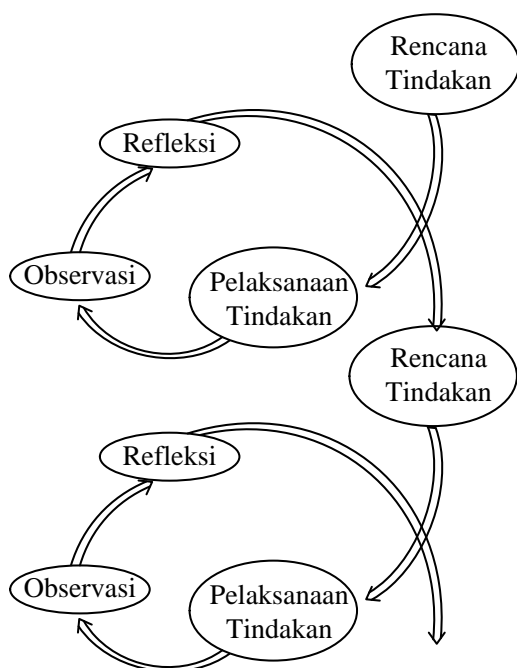 Rencana
Tindakan
Refleksi
Observasi
Pelaksanaan
Tindakan
Rencana
Tindakan
Refleksi
Observasi
Pelaksanaan
Tindakan